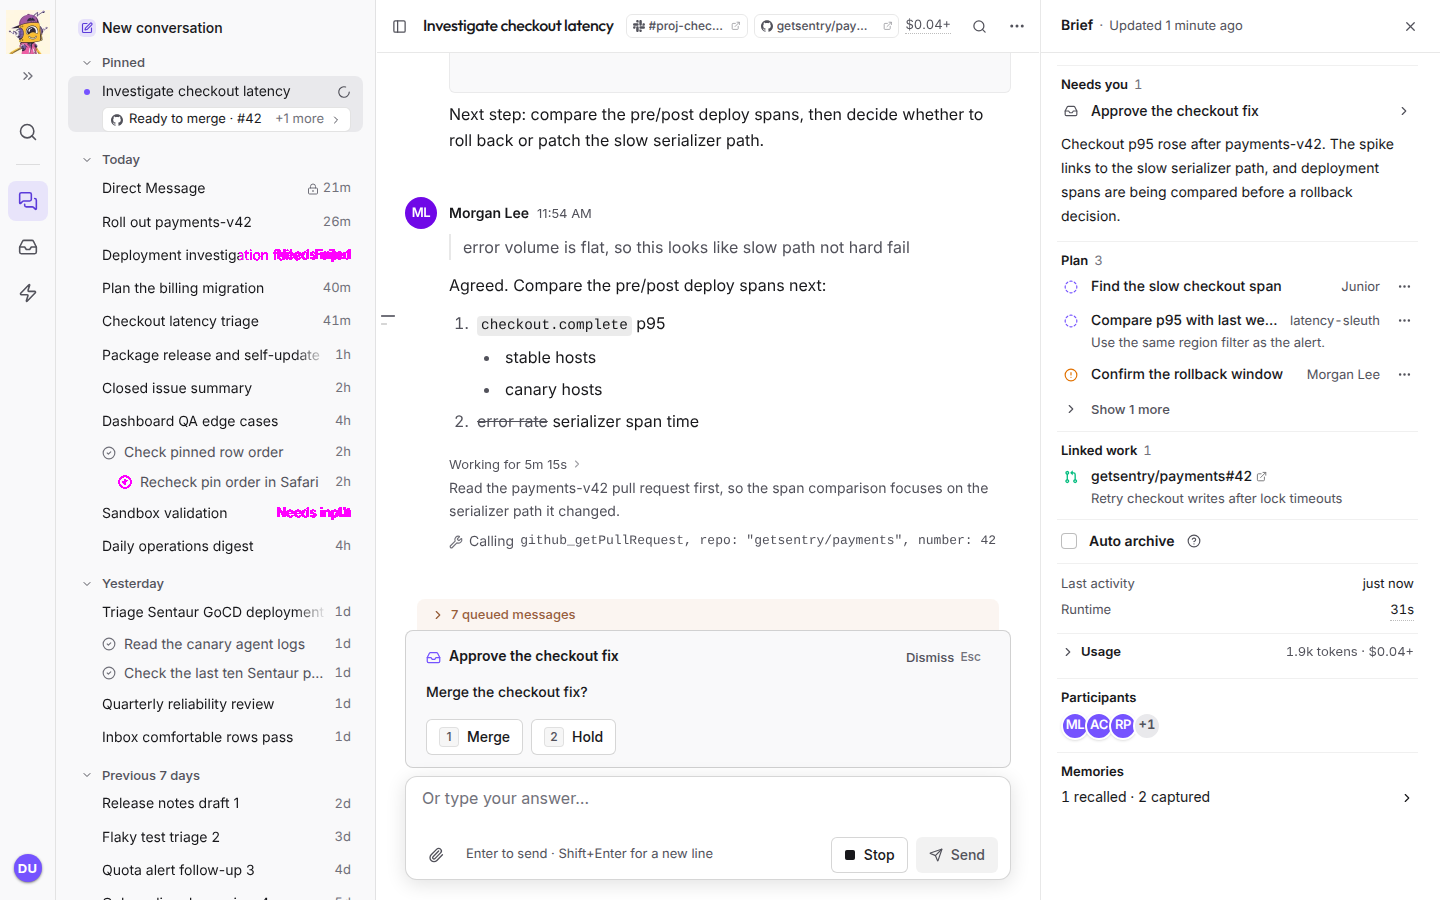 New conversation
Pinned
Investigate checkout latency
Ready to merge · #42 +1 more
Today
Direct Message 21m
Roll out payments-v42 26m
Deployment investigation
Plan the billing migration 40m
Checkout latency triage 41m
Package release and self-update 1h
Closed issue summary 2h
Dashboard QA edge cases 4h
Check pinned row order 2h
Recheck pin order in Safari 2h
Sandbox validation Needs input
Daily operations digest 4h
Yesterday
Triage Sentaur GoCD deployment 1d
Read the canary agent logs 1d
Check the last ten Sentaur p... 1d
Quarterly reliability review 1d
Inbox comfortable rows pass 1d
Previous 7 days
Release notes draft 1 2d
Flaky test triage 2 3d
Quota alert follow-up 3 4d
DU
Investigate checkout latency #proj-chec... getsentry/pay... $0.04+
Next step: compare the pre/post deploy spans, then decide whether to
roll back or patch the slow serializer path.
ML Morgan Lee 11:54 AM
error volume is flat, so this looks like slow path not hard fail
Agreed. Compare the pre/post deploy spans next:
1. checkout.complete p95
• stable hosts
• canary hosts
2. error rate serializer span time
Working for 5m 15s
Read the payments-v42 pull request first, so the span comparison focuses on the
serializer path it changed.
Calling github_getPullRequest, repo: "getsentry/payments", number: 42
7 queued messages
Approve the checkout fix Dismiss Esc
Merge the checkout fix?
1 Merge 2 Hold
Or type your answer...
Enter to send · Shift+Enter for a new line Stop Send
Brief · Updated 1 minute ago
Needs you 1
Approve the checkout fix
Checkout p95 rose after payments-v42. The spike
links to the slow serializer path, and deployment
spans are being compared before a rollback
decision.
Plan 3
Find the slow checkout span Junior
Compare p95 with last we... latency-sleuth
Use the same region filter as the alert.
Confirm the rollback window Morgan Lee
Show 1 more
Linked work 1
getsentry/payments#42
Retry checkout writes after lock timeouts
Auto archive
Last activity just now
Runtime 31s
Usage 1.9k tokens · $0.04+
Participants
ML AC RP +1
Memories
1 recalled · 2 captured